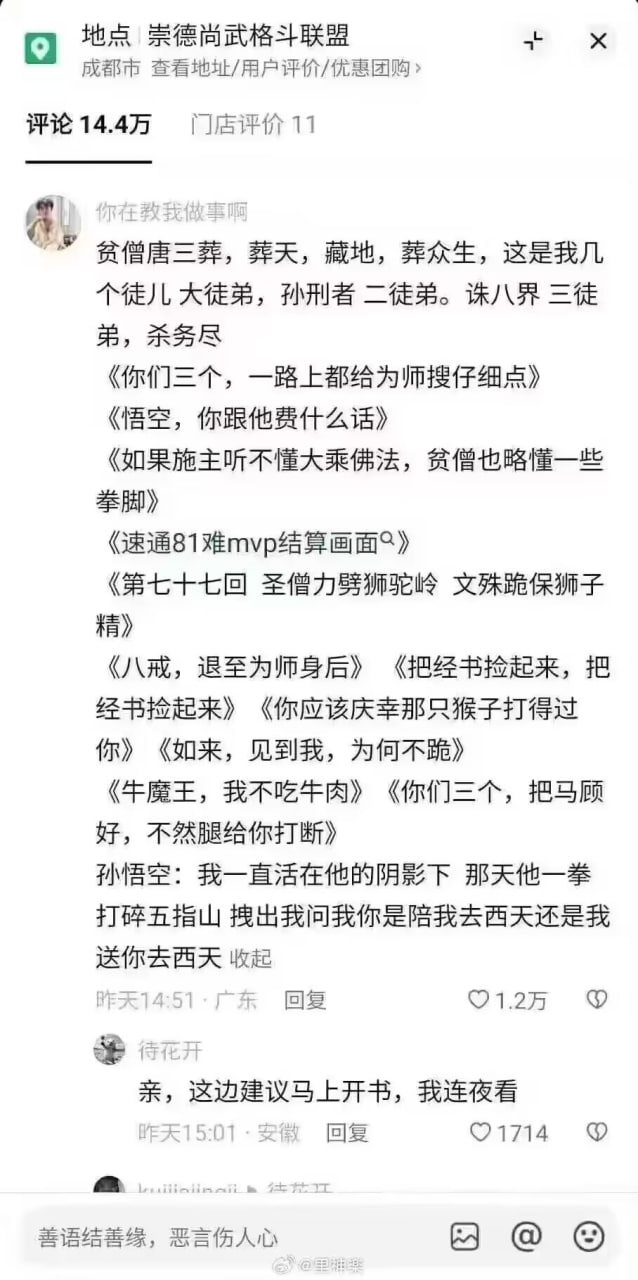 地点 崇德尚武格斗联盟
成都市 查看地址/用户评价/优惠团购>
评论 14.4万 门店评价 11
你在教我做事啊
贫僧唐三葬，葬天，藏地，葬众生，这是我几
个徒儿 大徒弟，孙刑者 二徒弟。诛八界 三徒
弟，杀务尽
《你们三个，一路上都给为师搜仔细点》
《悟空，你跟他费什么话》
《如果施主听不懂大乘佛法，贫僧也略懂一些
拳脚》
《速通81难mvp结算画面》
《第七十七回 圣僧力劈狮驼岭 文殊跪保狮子
精》
《八戒，退至为师身后》 《把经书捡起来，把
经书捡起来》《你应该庆幸那只猴子打得过
你》《如来，见到我，为何不跪》
《牛魔王，我不吃牛肉》《你们三个，把马顾
好，不然腿给你打断》
孙悟空：我一直活在他的阴影下 那天他一拳
打碎五指山 拽出我问我你是陪我去西天还是我
送你去西天 收起
昨天14:51 · 广东 回复 1.2万
待花开
亲，这边建议马上开书，我连夜看
昨天15:01 · 安徽 回复 1714
待花开
善语结善缘，恶言伤人心